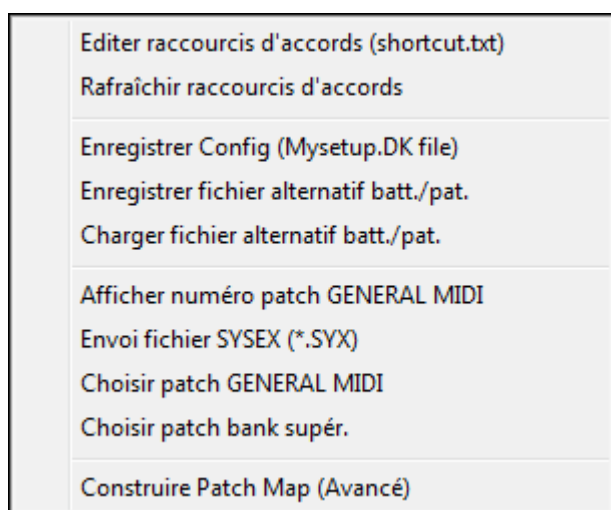 Editer raccourcis d'accords (shortcut.txt)
Rafraîchir raccourcis d'accords
Enregistrer Config (Mysetup.DK file)
Enregistrer fichier alternatif batt./pat.
Charger fichier alternatif batt./pat.
Afficher numéro patch GENERAL MIDI
Envoi fichier SYSEX (*.SYX)
Choisir patch GENERAL MIDI
Choisir patch bank supér.
Construire Patch Map (Avancé)